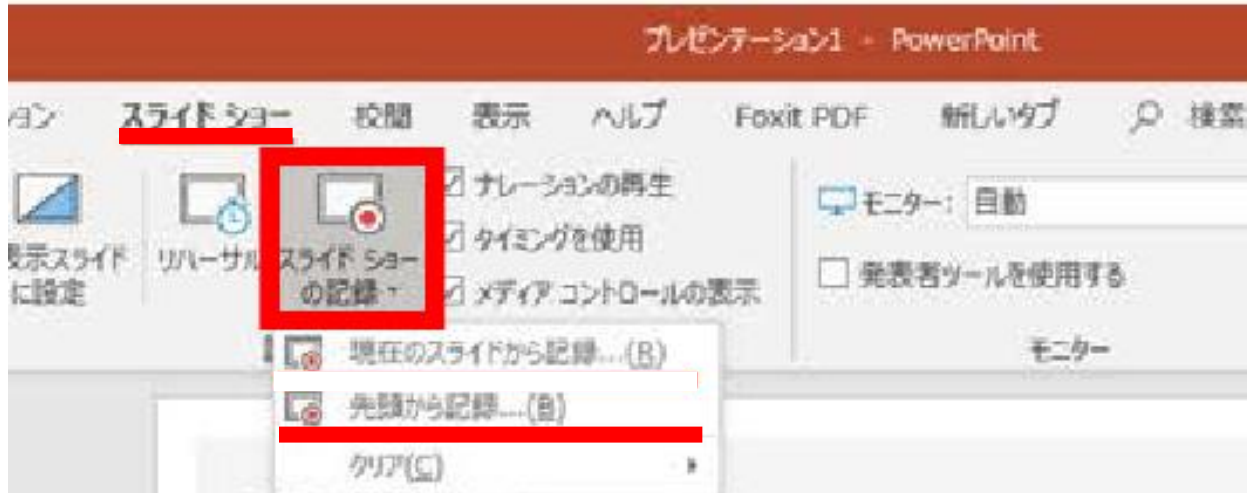 プレゼンテーション1 - PowerPoint
ション スライド ショー 校閲 表示 ヘルプ Foxit PDF 新しいタブ 検索
表示スライド
に設定
リハーサル
スライド ショー
の記録
ナレーションの再生
タイミングを使用
メディア コントロールの表示
モニター: 自動
発表者ツールを使用する
モニター
現在のスライドから記録...(R)
先頭から記録...(B)
クリア(C)